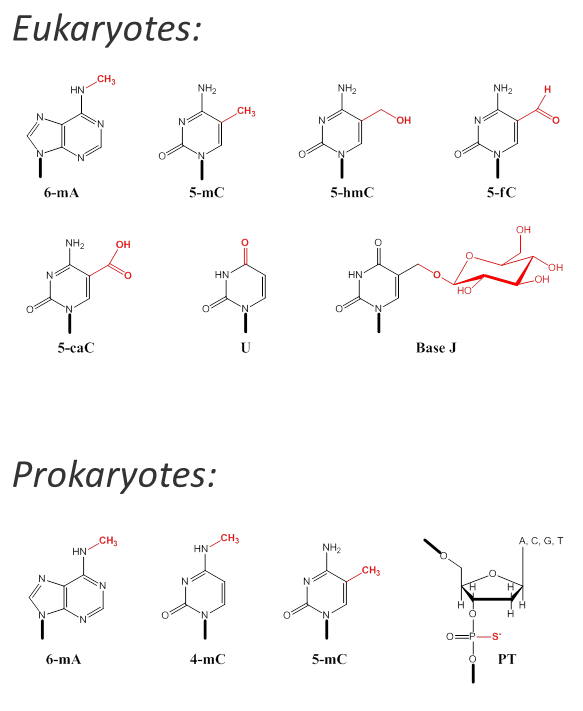 Eukaryotes:
CH3
HN
N
N
N
N
6-mA
NH2
CH3
N
O
N
5-mC
NH2
N
OH
O
N
5-hmC
NH2
H
N
O
O
N
5-fC
NH2
OH
N
O
O
N
5-caC
O
HN
O
N
U
O
HN
O
N
O
O
OH
OH
OH
HO
Base J
Prokaryotes:
CH3
HN
N
N
N
N
6-mA
CH3
HN
N
O
N
4-mC
NH2
CH3
N
O
N
5-mC
A, C, G, T
O
O
H
H
H
H
O
O
P
S-
O
PT